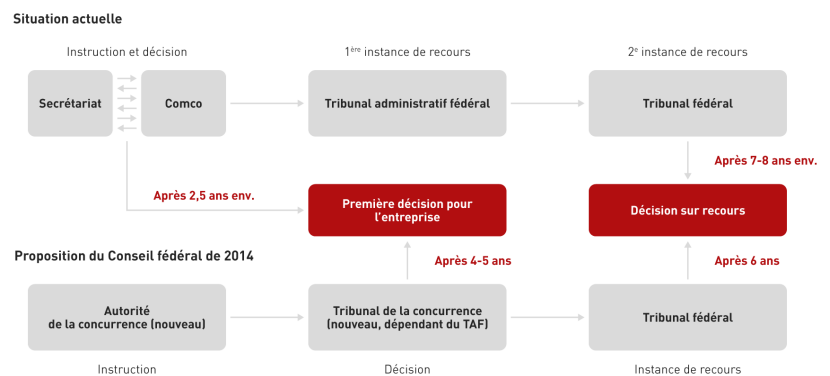 Situation actuelle
Instruction et décision
1ère instance de recours
2e instance de recours
Secrétariat
Comco
Tribunal administratif fédéral
Tribunal fédéral
Après 7-8 ans env.
Après 2,5 ans env.
Première décision pour
l’entreprise
Décision sur recours
Proposition du Conseil fédéral de 2014
Après 4-5 ans
Après 6 ans
Autorité
de la concurrence (nouveau)
Tribunal de la concurrence
(nouveau, dépendant du TAF)
Tribunal fédéral
Instruction
Décision
Instance de recours